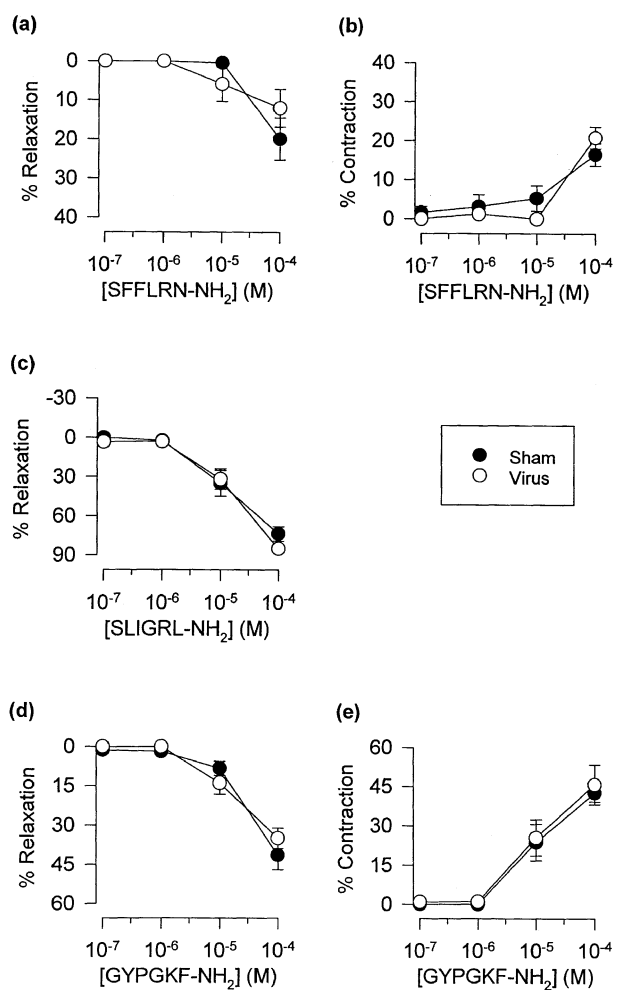 (a)
% Relaxation
0
10
20
30
40
10-7 10-6 10-5 10-4
[SFFLRN-NH2] (M)
(b)
% Contraction
40
30
20
10
0
10-7 10-6 10-5 10-4
[SFFLRN-NH2] (M)
(c)
% Relaxation
-30
0
30
60
90
10-7 10-6 10-5 10-4
[SLIGRL-NH2] (M)
Sham
Virus
(d)
% Relaxation
0
15
30
45
60
10-7 10-6 10-5 10-4
[GYPGKF-NH2] (M)
(e)
% Contraction
60
45
30
15
0
10-7 10-6 10-5 10-4
[GYPGKF-NH2] (M)